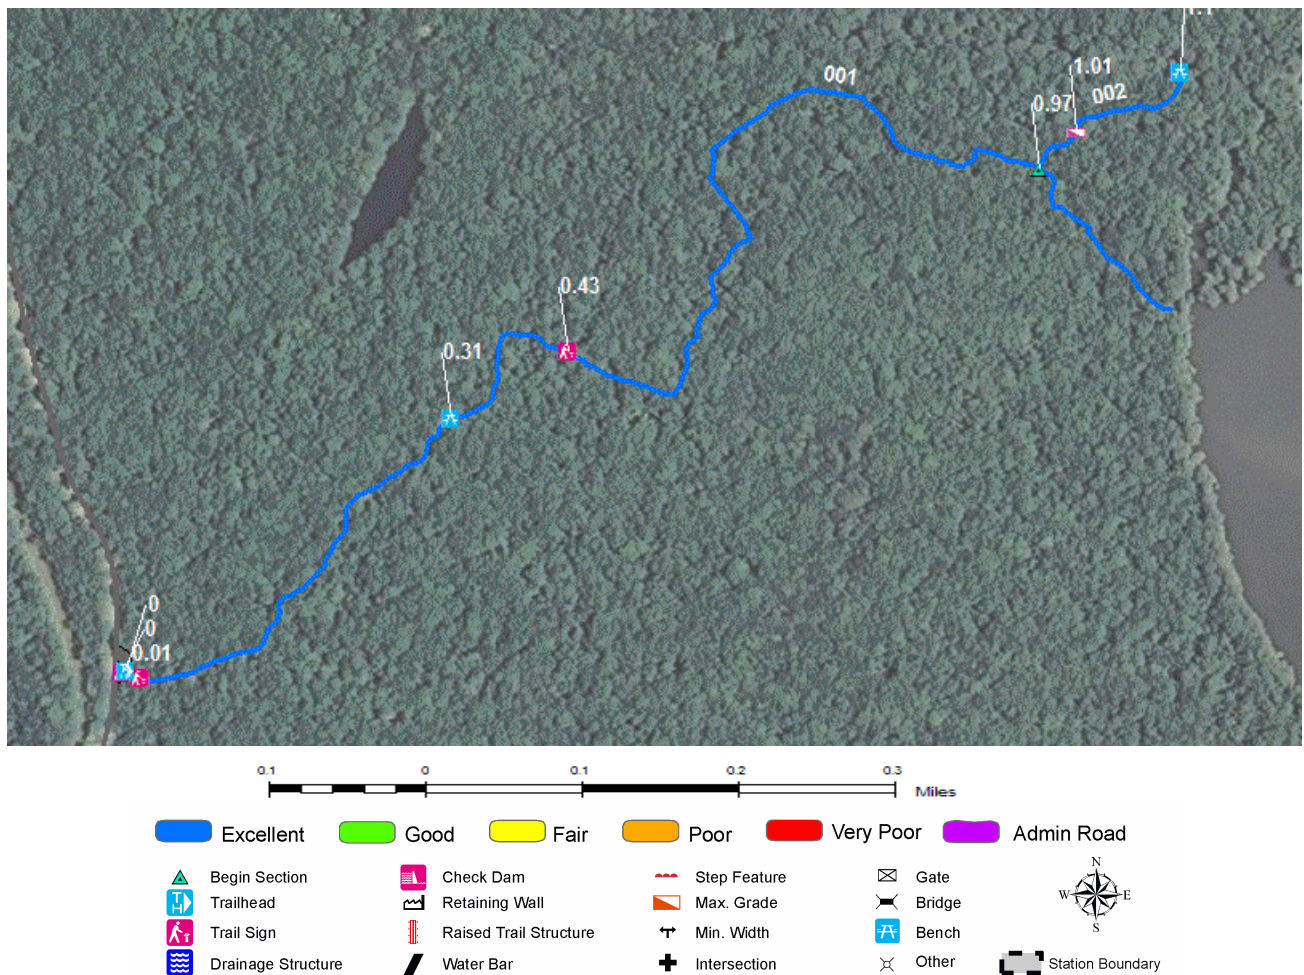 1.1
001
1.01
002
0.97
0.43
0.31
0
0
0.01
0.1 0 0.1 0.2 0.3 Miles
Excellent Good Fair Poor Very Poor Admin Road
Begin Section Check Dam Step Feature Gate N
Trailhead Retaining Wall Max. Grade Bridge W E
TH
Trail Sign Raised Trail Structure Min. Width Bench S
Drainage Structure Water Bar Intersection Other Station Boundary